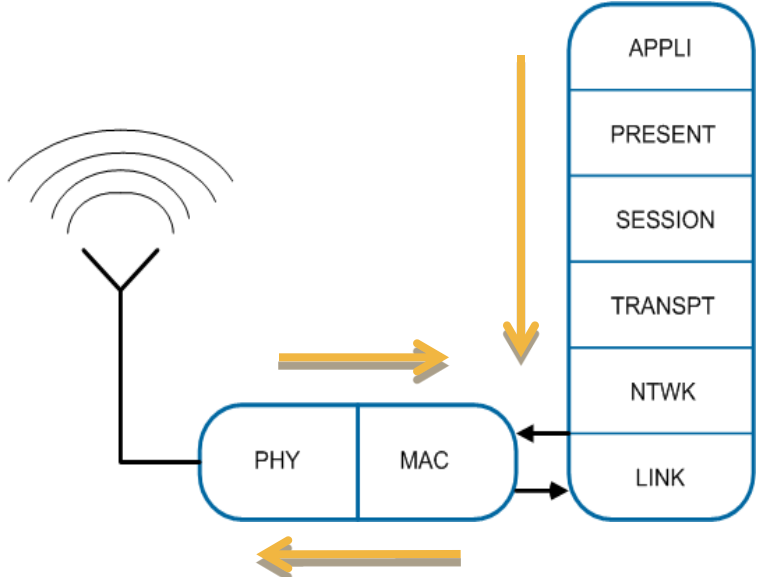 APPLI
PRESENT
SESSION
TRANSPT
NTWK
LINK
PHY
MAC